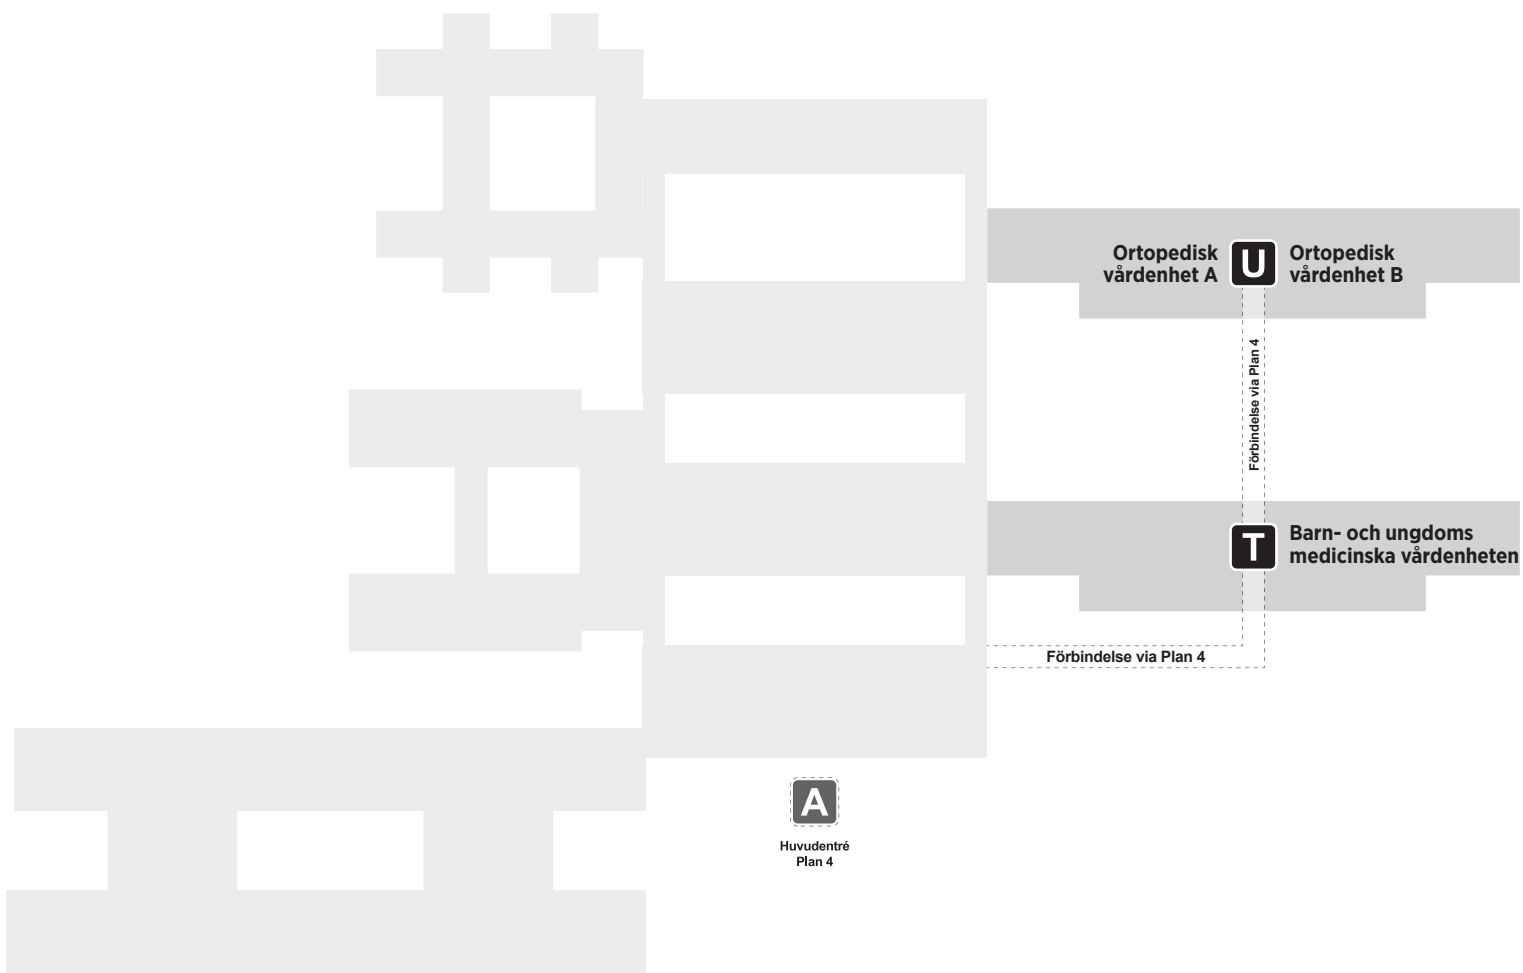 Ortopedisk
vårdenhet A
U
Ortopedisk
vårdenhet B
Förbindelse via Plan 4
T
Barn- och ungdoms
medicinska vårdenheten
Förbindelse via Plan 4
A
Huvudentré
Plan 4